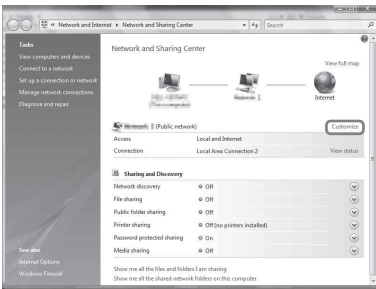 « Network and Internet ▸ Network and Sharing Center
Search
Tasks
View computers and devices
Connect to a network
Set up a connection or network
Manage network connections
Diagnose and repair
See also
Internet Options
Windows Firewall
Network and Sharing Center
View full map
Internet
(Public network)
Customize
Access Local and Internet
Connection Local Area Connection 2 View status
Sharing and Discovery
Network discovery Off
File sharing Off
Public folder sharing Off
Printer sharing Off (no printers installed)
Password protected sharing On
Media sharing Off
Show me all the files and folders I am sharing
Show me all the shared network folders on this computer